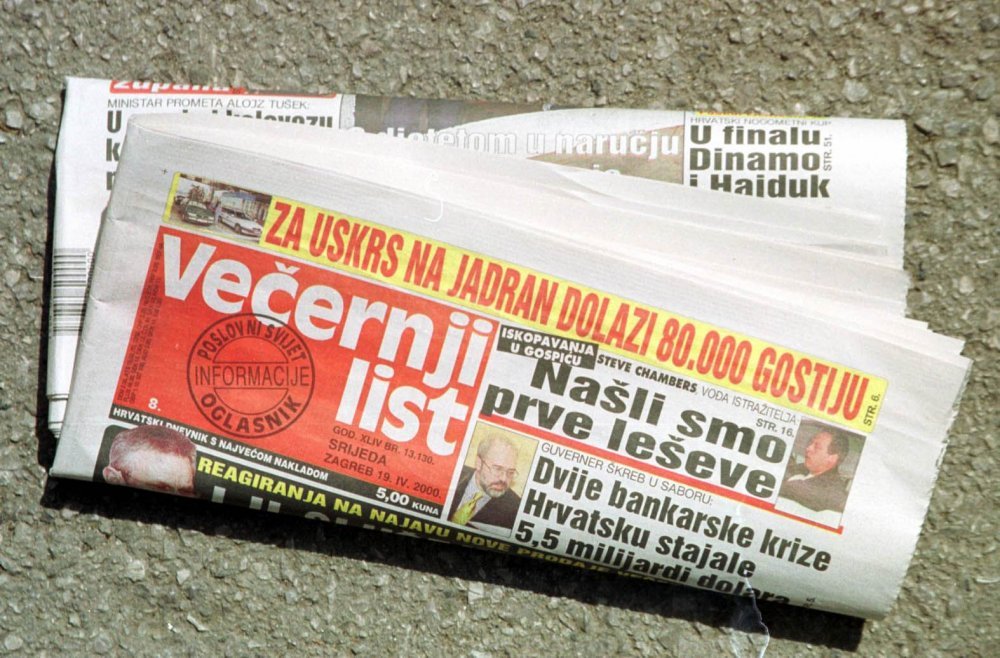 MINISTAR PROMETA ALOJZ TUŠEK:
u naručju
HRVATSKI NOGOMETNI KUP
U finalu
Dinamo
i Hajduk
STR. 51.
ZA USKRS NA JADRAN DOLAZI 80.000 GOSTIJU
STR. 6.
Večernji
list
POSLOVNI SVIJET
INFORMACIJE
OGLASNIK
8.
GOD. XLIV BR. 13,130.
SRIJEDA
ZAGREB 19. IV. 2000.
HRVATSKI DNEVNIK S NAJVEĆOM NAKLADOM
5,00 KUNA
ISKOPAVANJA
U GOSPIĆU
STEVE CHAMBERS, VOĐA ISTRAŽITELJA
Našli smo
prve leševe
STR. 16.
GUVERNER ŠKREB U SABORU:
Dvije bankarske krize
Hrvatsku stajale
5,5 milijardi dolara
REAGIRANJA NA NAJAVU NOVE PRODAJE